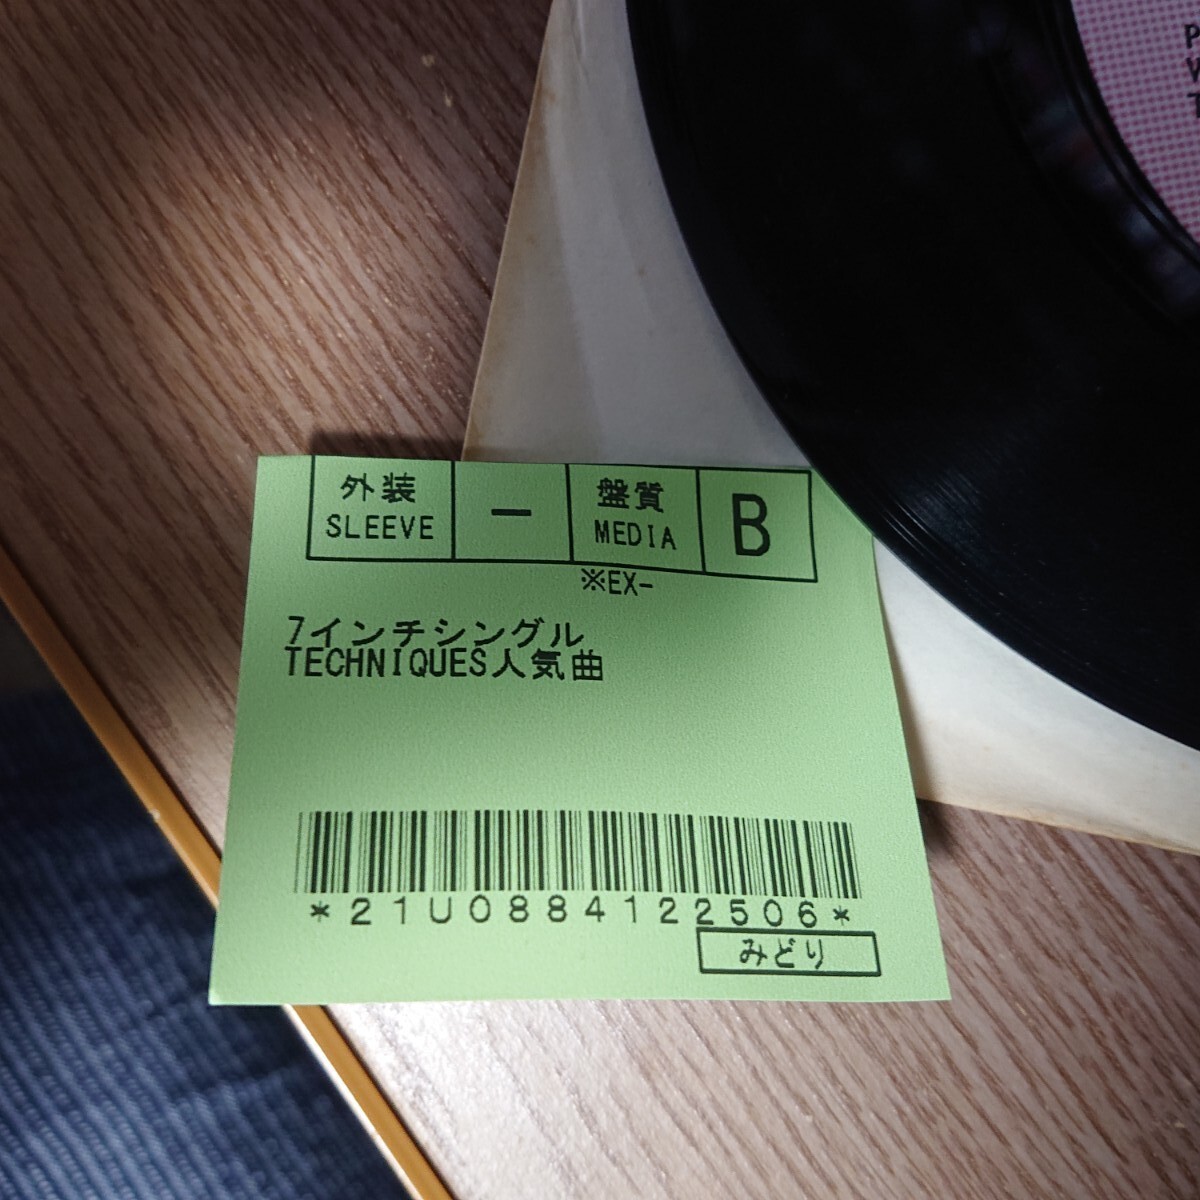 外装
SLEEVE
—
盤質
MEDIA
B
※EX-
7インチシングル
TECHNIQUES人気曲
*21U0884122506*
みどり
P
V
T